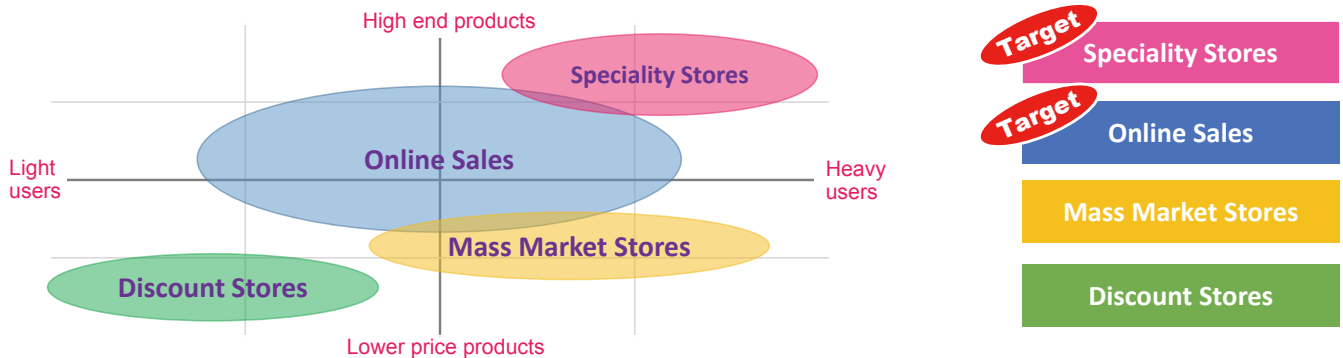 High end products
Speciality Stores
Online Sales
Light
users
Heavy
users
Mass Market Stores
Discount Stores
Lower price products
Target
Speciality Stores
Target
Online Sales
Mass Market Stores
Discount Stores